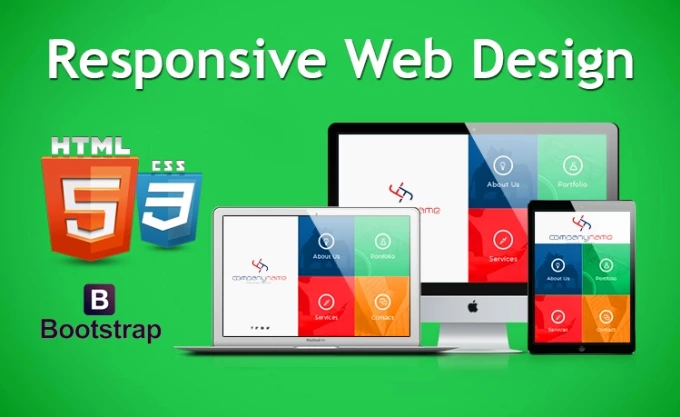 Responsive Web Design
HTML
5
CSS
3
B
Bootstrap
companyname
About Us
Portfolio
Services
Contact
About Us
Portfolio
Services
companyname
About Us
Portfolio
Services
Contact